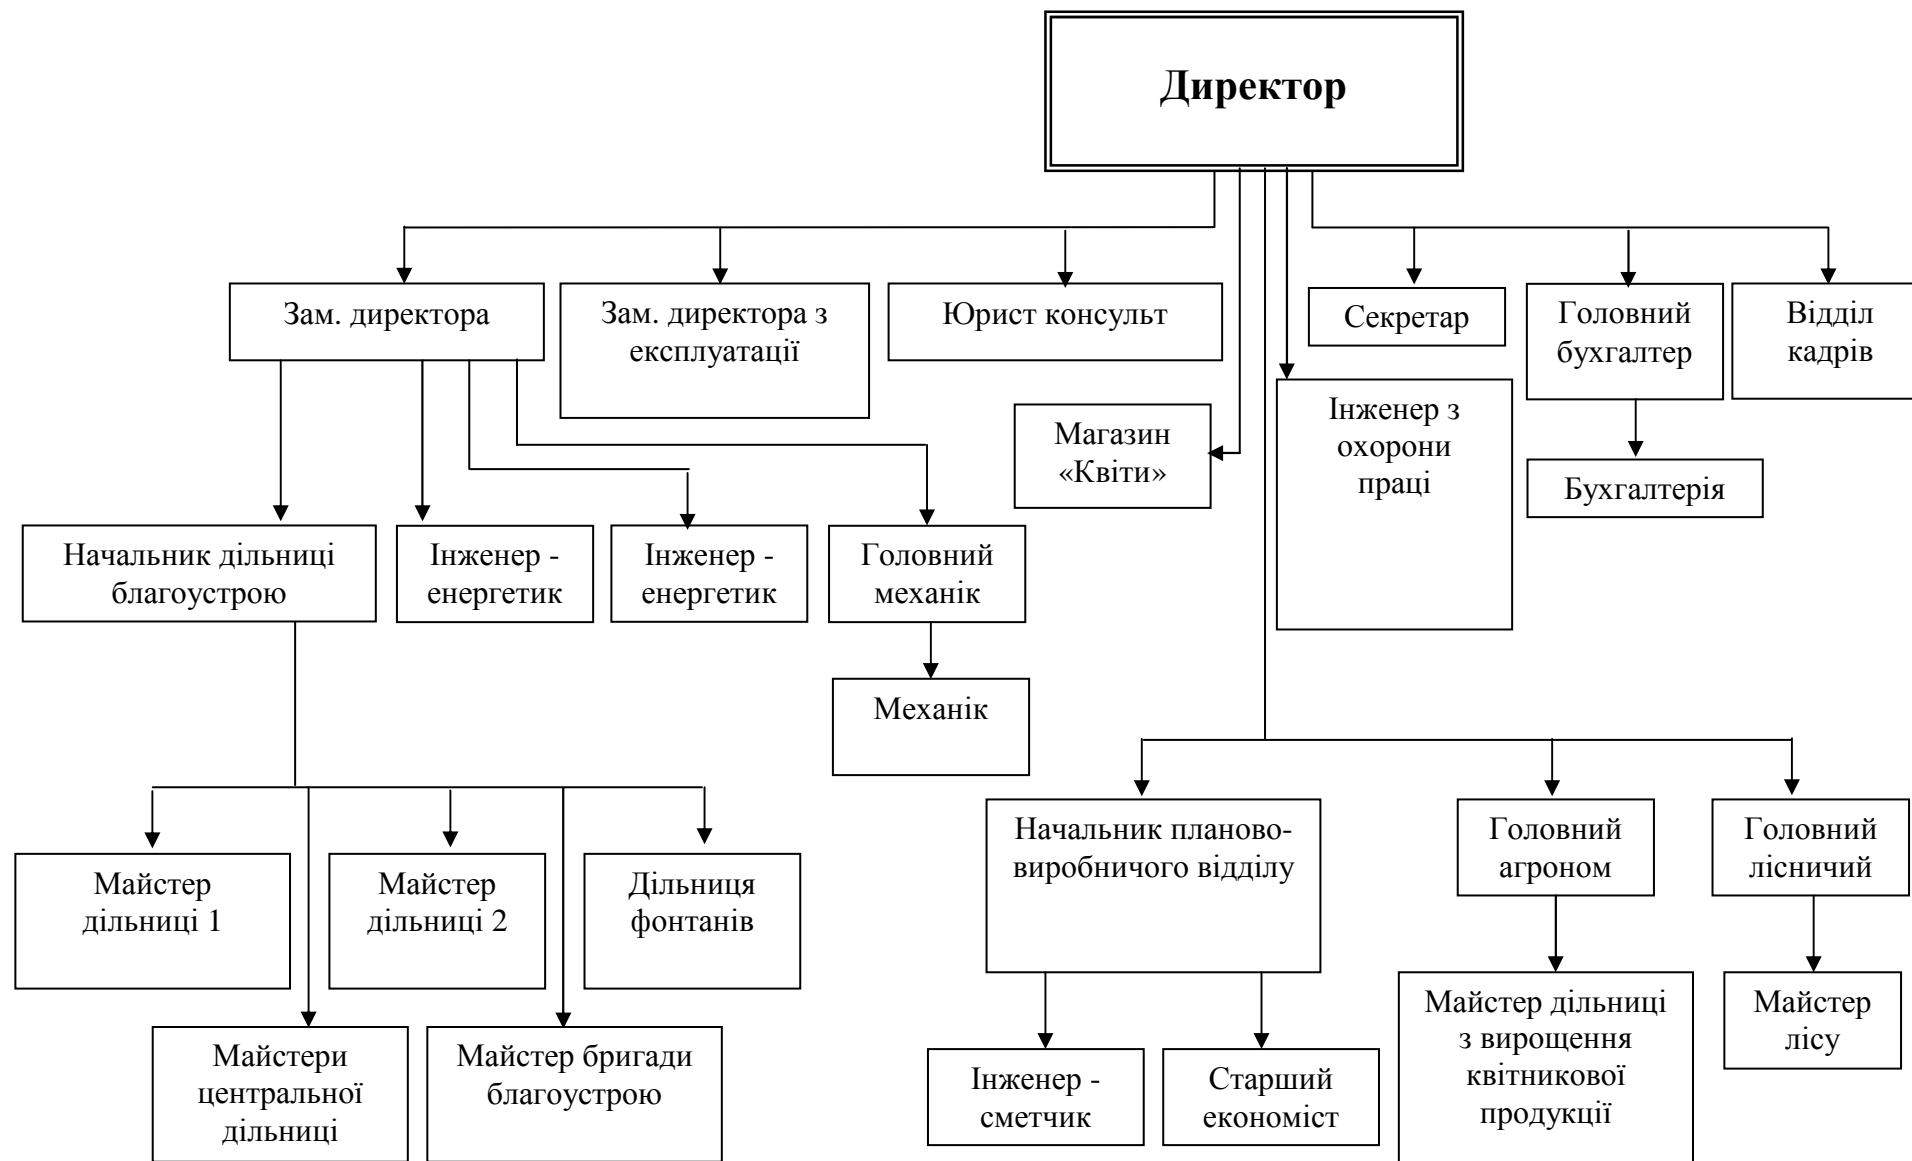 Директор
Зам. директора
Зам. директора з
експлуатації
Юрист консульт
Секретар
Головний
бухгалтер
Відділ
кадрів
Магазин
«Квіти»
Інженер з
охорони
праці
Бухгалтерія
Начальник дільниці
благоустрою
Інженер -
енергетик
Інженер -
енергетик
Головний
механік
Механік
Начальник планово-
виробничого відділу
Головний
агроном
Головний
лісничий
Майстер
дільниці 1
Майстер
дільниці 2
Дільниця
фонтанів
Майстери
центральної
дільниці
Майстер бригади
благоустрою
Інженер -
сметчик
Старший
економіст
Майстер дільниці
з вирощення
квітникової
продукції
Майстер
лісу